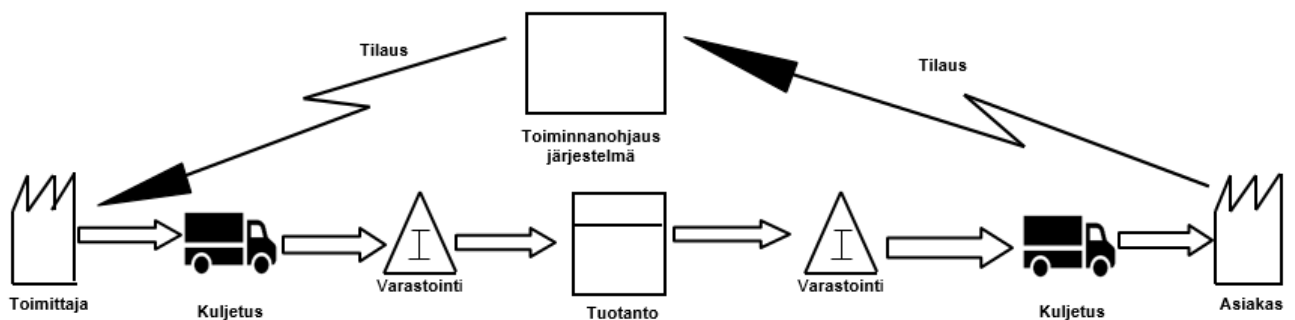 Tilaus
Tilaus
Toiminnanohjaus
järjestelmä
I
I
Toimittaja
Kuljetus
Varastointi
Tuotanto
Varastointi
Kuljetus
Asiakas